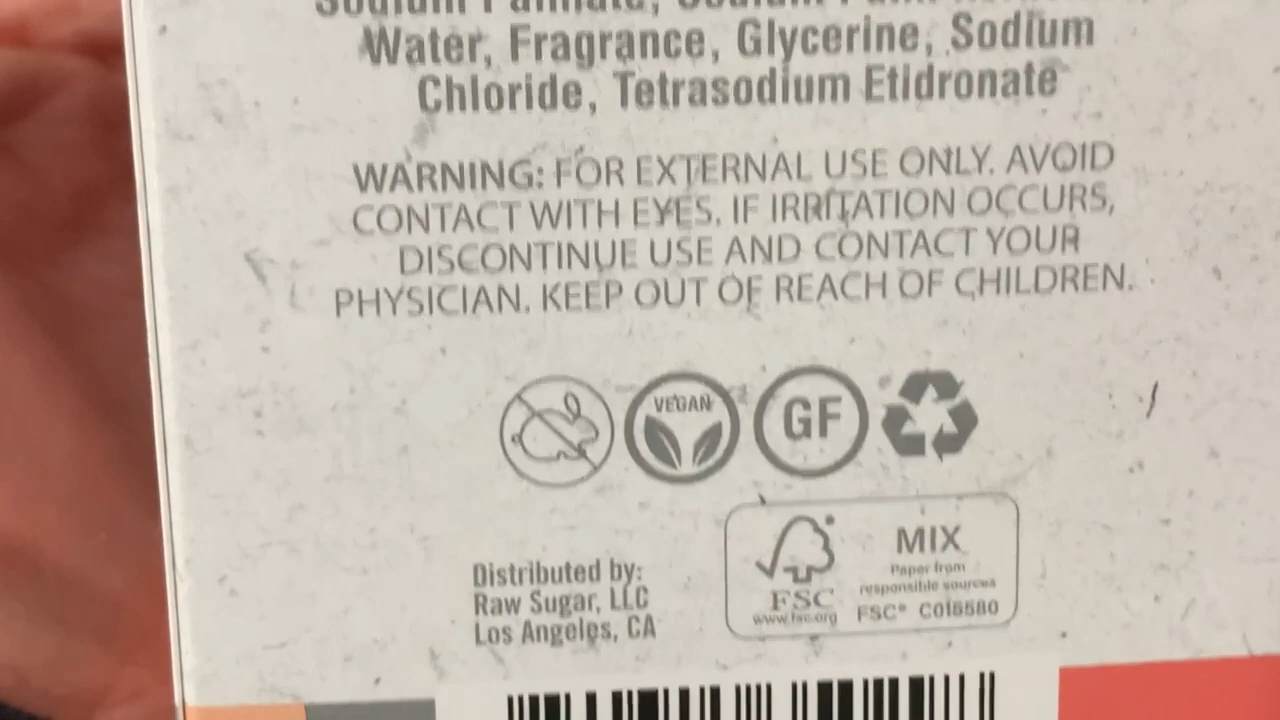 Water, Fragrance, Glycerine, Sodium
Chloride, Tetrasodium Etidronate
WARNING: FOR EXTERNAL USE ONLY. AVOID
CONTACT WITH EYES. IF IRRITATION OCCURS,
DISCONTINUE USE AND CONTACT YOUR
PHYSICIAN. KEEP OUT OF REACH OF CHILDREN.
VEGAN
GF
Distributed by:
Raw Sugar, LLC
Los Angeles, CA
MIX
Paper from
responsible sources
FSC
www.fsc.org
FSC® C015580